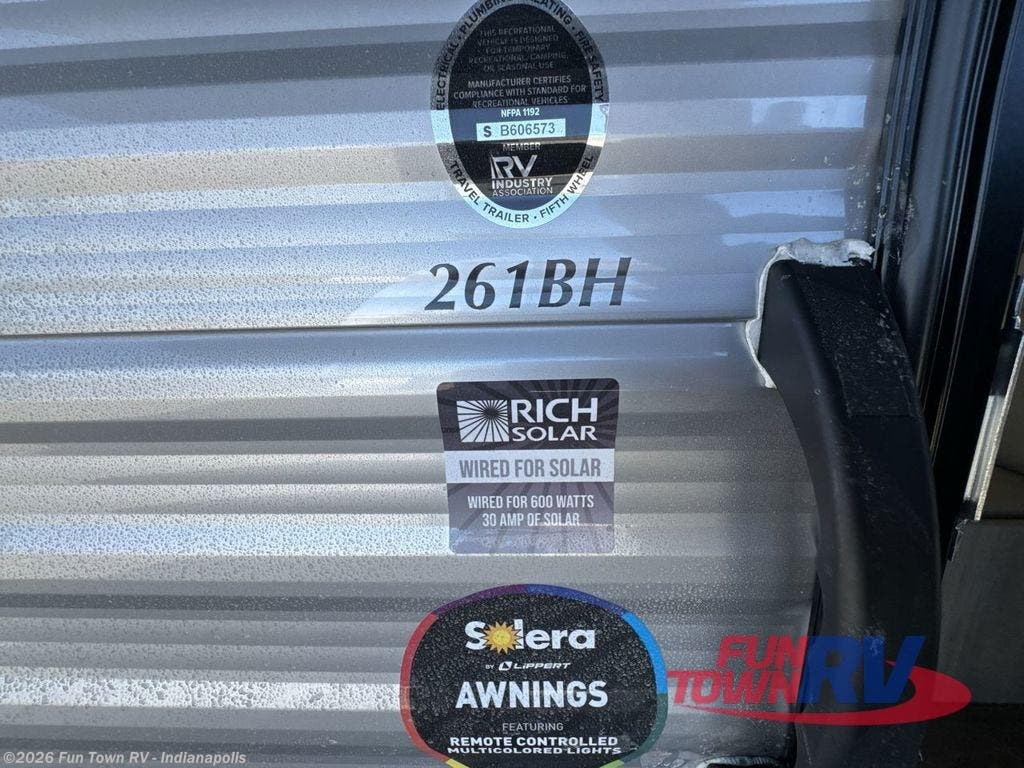 ELECTRICAL · PLUMBING · HEATING · FIRE SAFETY
THIS RECREATIONAL
VEHICLE IS DESIGNED
FOR TEMPORARY
RECREATIONAL, CAMPING,
OR SEASONAL USE
MANUFACTURER CERTIFIES
COMPLIANCE WITH STANDARD FOR
RECREATIONAL VEHICLES
NFPA 1192
S B606573
MEMBER
RV
INDUSTRY
ASSOCIATION
TRAVEL TRAILER · FIFTH WHEEL
261BH
RICH
SOLAR
WIRED FOR SOLAR
WIRED FOR 600 WATTS
30 AMP OF SOLAR
Solera
BY LIPPERT
AWNINGS
FEATURING
REMOTE CONTROLLED
MULTICOLORED LIGHTS
FUN
TOWN RV
©2026 Fun Town RV - Indianapolis